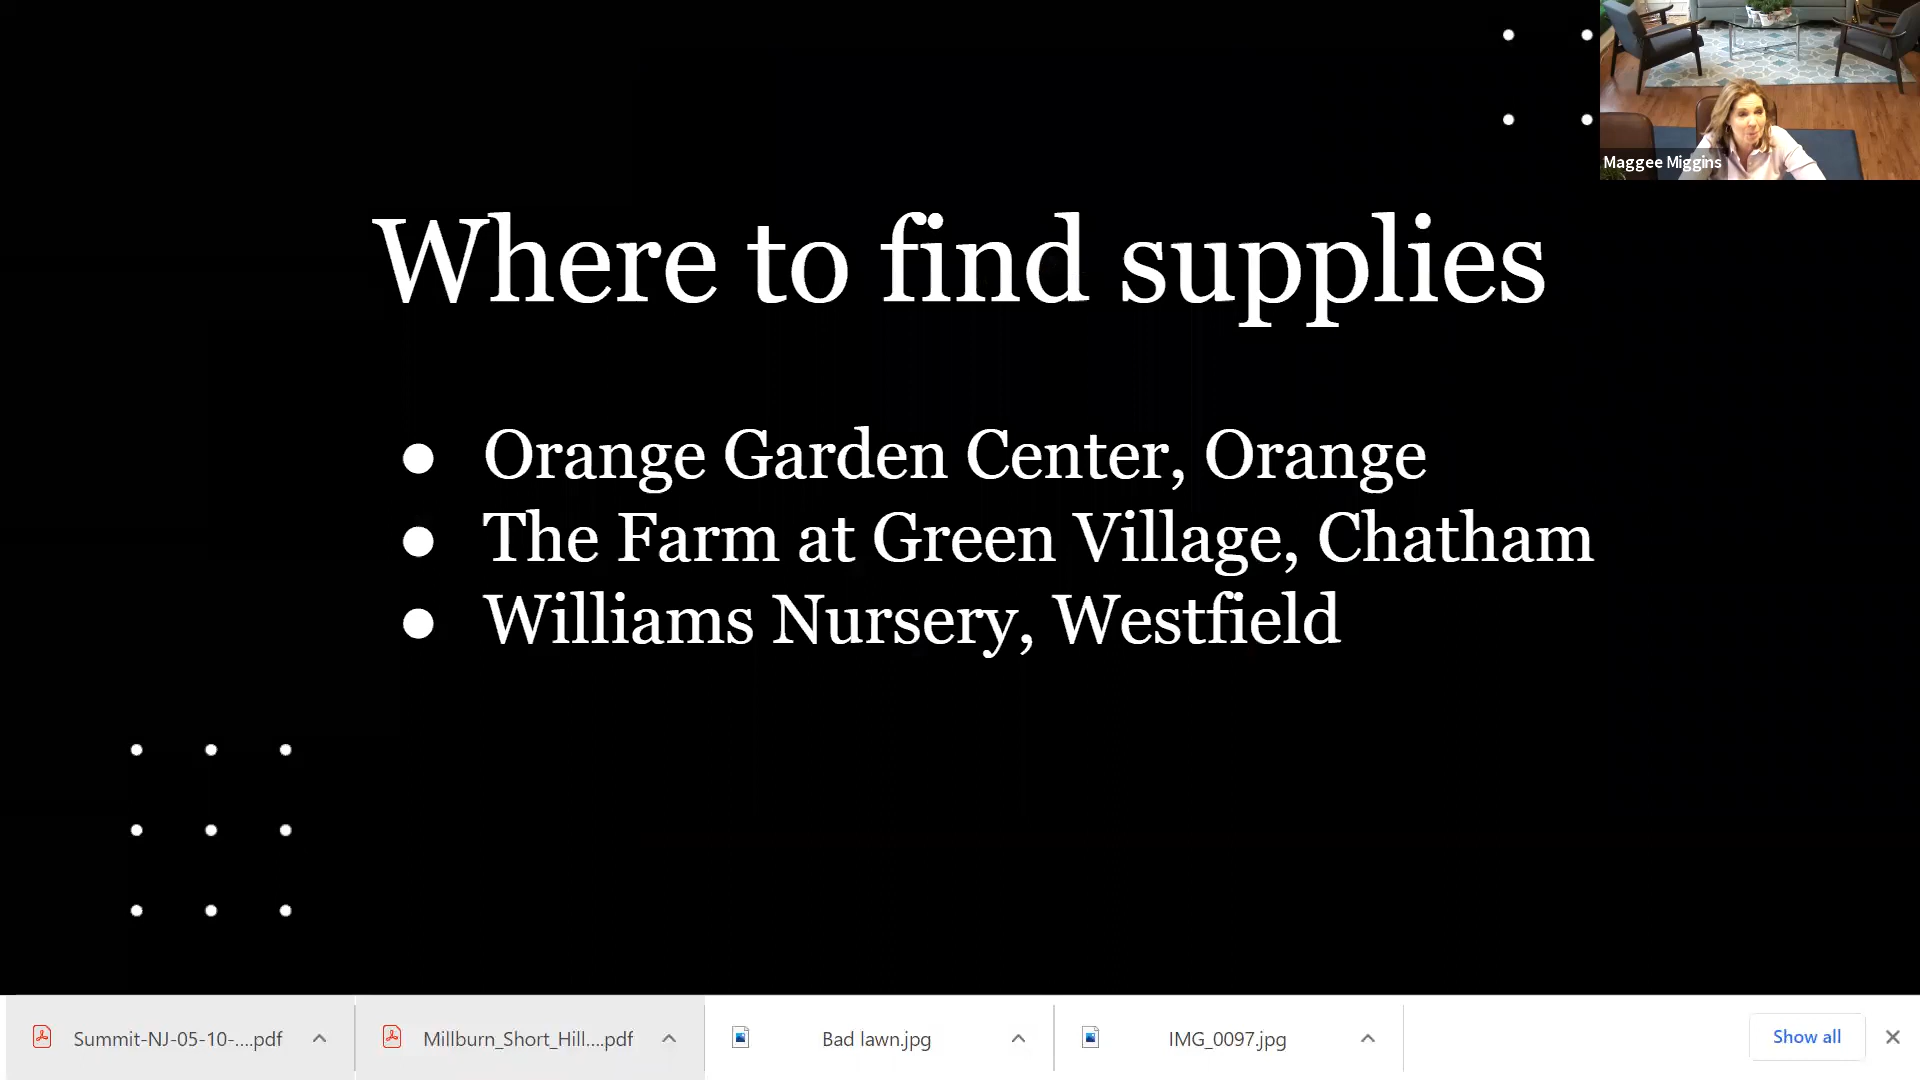 Maggee Miggins
Where to find supplies
● Orange Garden Center, Orange
● The Farm at Green Village, Chatham
● Williams Nursery, Westfield
Summit-NJ-05-10-....pdf
Millburn_Short_Hill....pdf
Bad lawn.jpg
IMG_0097.jpg
Show all